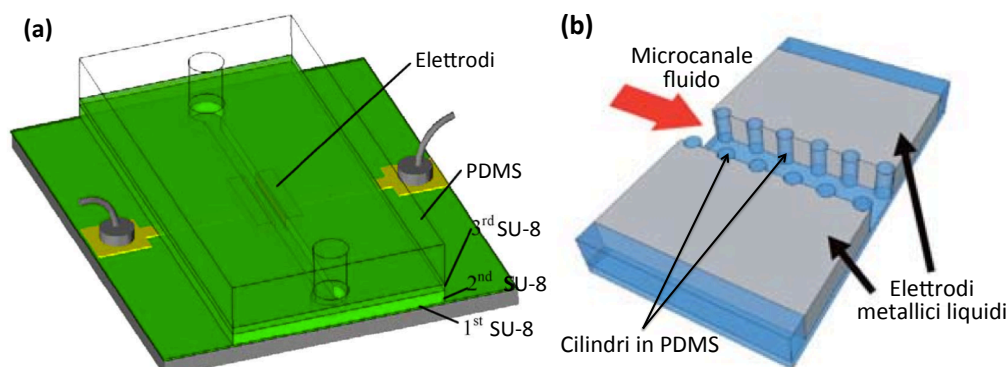 (a)
Elettrodi
PDMS
3rd SU-8
2nd SU-8
1st SU-8
(b)
Microcanale
fluido
Elettrodi
metallici liquidi
Cilindri in PDMS